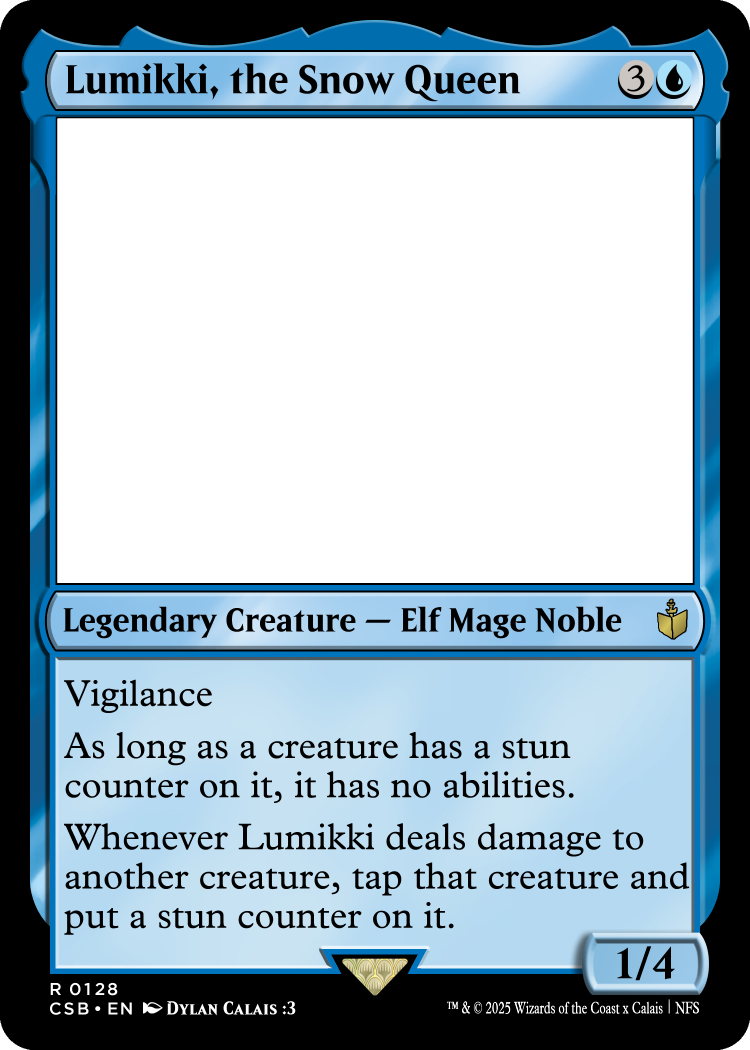 Lumikki, the Snow Queen 3
Legendary Creature — Elf Mage Noble
Vigilance
As long as a creature has a stun
counter on it, it has no abilities.
Whenever Lumikki deals damage to
another creature, tap that creature and
put a stun counter on it.
1/4
R 0128
CSB • EN Dylan Calais :3
™ & © 2025 Wizards of the Coast x Calais | NFS